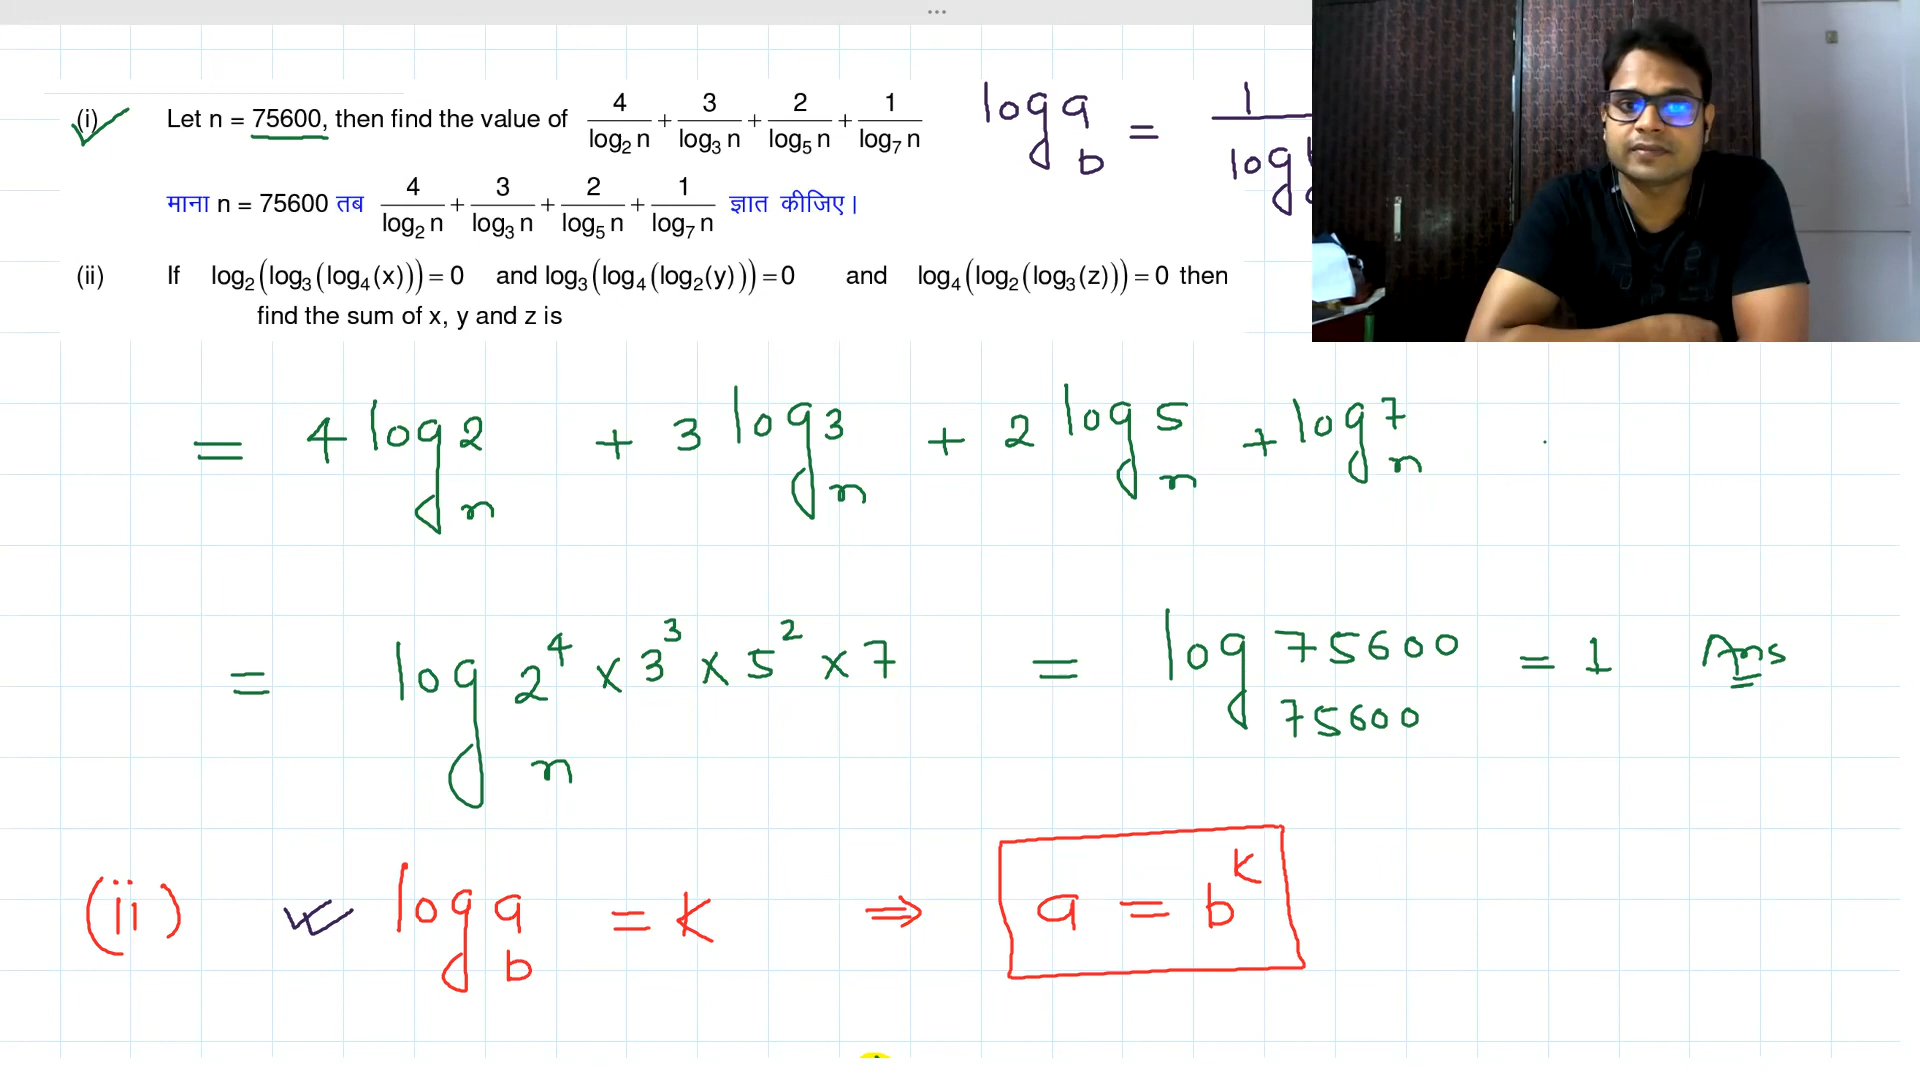 (i) Let n = 75600, then find the value of 4/log₂ n + 3/log₃ n + 2/log₅ n + 1/log₇ n
log_b a = 1/log
माना n = 75600 तब 4/log₂ n + 3/log₃ n + 2/log₅ n + 1/log₇ n ज्ञात कीजिए।
(ii) If log₂(log₃(log₄(x))) = 0 and log₃(log₄(log₂(y))) = 0 and log₄(log₂(log₃(z))) = 0 then
find the sum of x, y and z is
= 4 log_n 2 + 3 log_n 3 + 2 log_n 5 + log_n 7
= log_n 2⁴ × 3³ × 5² × 7 = log_75600 75600 = 1 Ans
(ii) log_b a = k ⇒ a = b^k